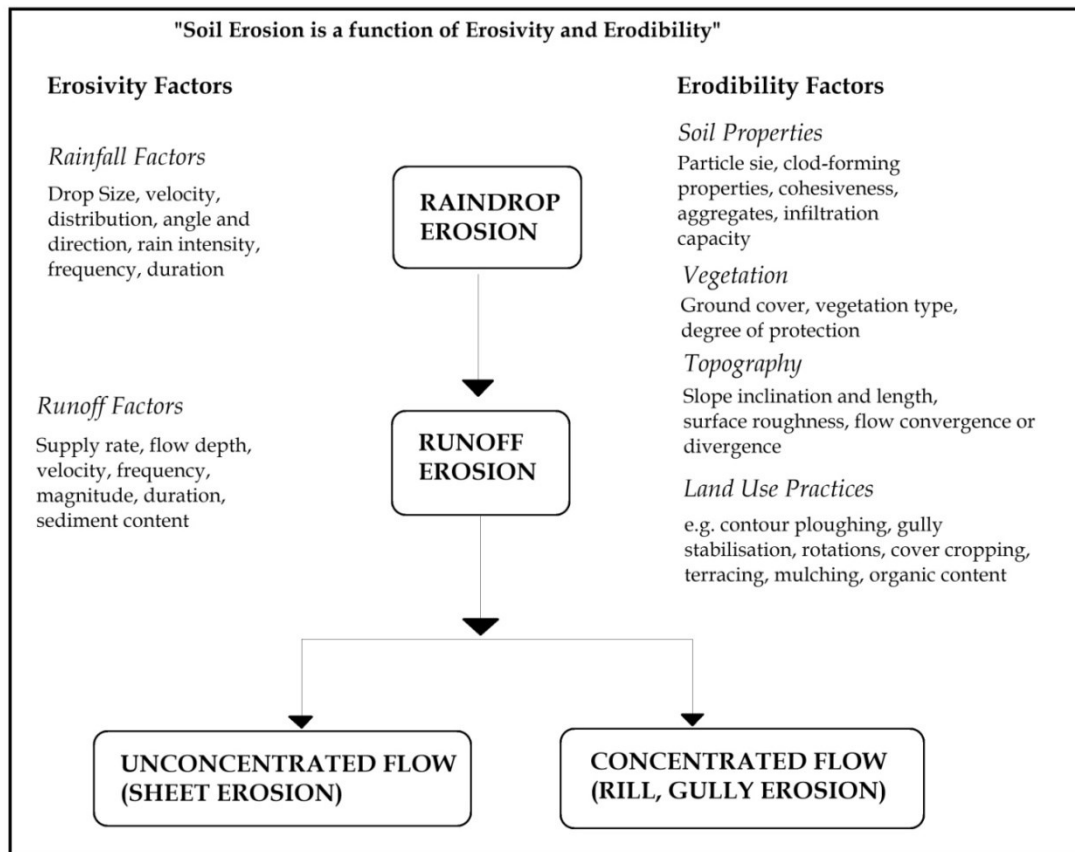 "Soil Erosion is a function of Erosivity and Erodibility"
Erosivity Factors
Rainfall Factors
Drop Size, velocity,
distribution, angle and
direction, rain intensity,
frequency, duration
Runoff Factors
Supply rate, flow depth,
velocity, frequency,
magnitude, duration,
sediment content
RAINDROP
EROSION
RUNOFF
EROSION
UNCONCENTRATED FLOW
(SHEET EROSION)
CONCENTRATED FLOW
(RILL, GULLY EROSION)
Erodibility Factors
Soil Properties
Particle sie, clod-forming
properties, cohesiveness,
aggregates, infiltration
capacity
Vegetation
Ground cover, vegetation type,
degree of protection
Topography
Slope inclination and length,
surface roughness, flow convergence or
divergence
Land Use Practices
e.g. contour ploughing, gully
stabilisation, rotations, cover cropping,
terracing, mulching, organic content